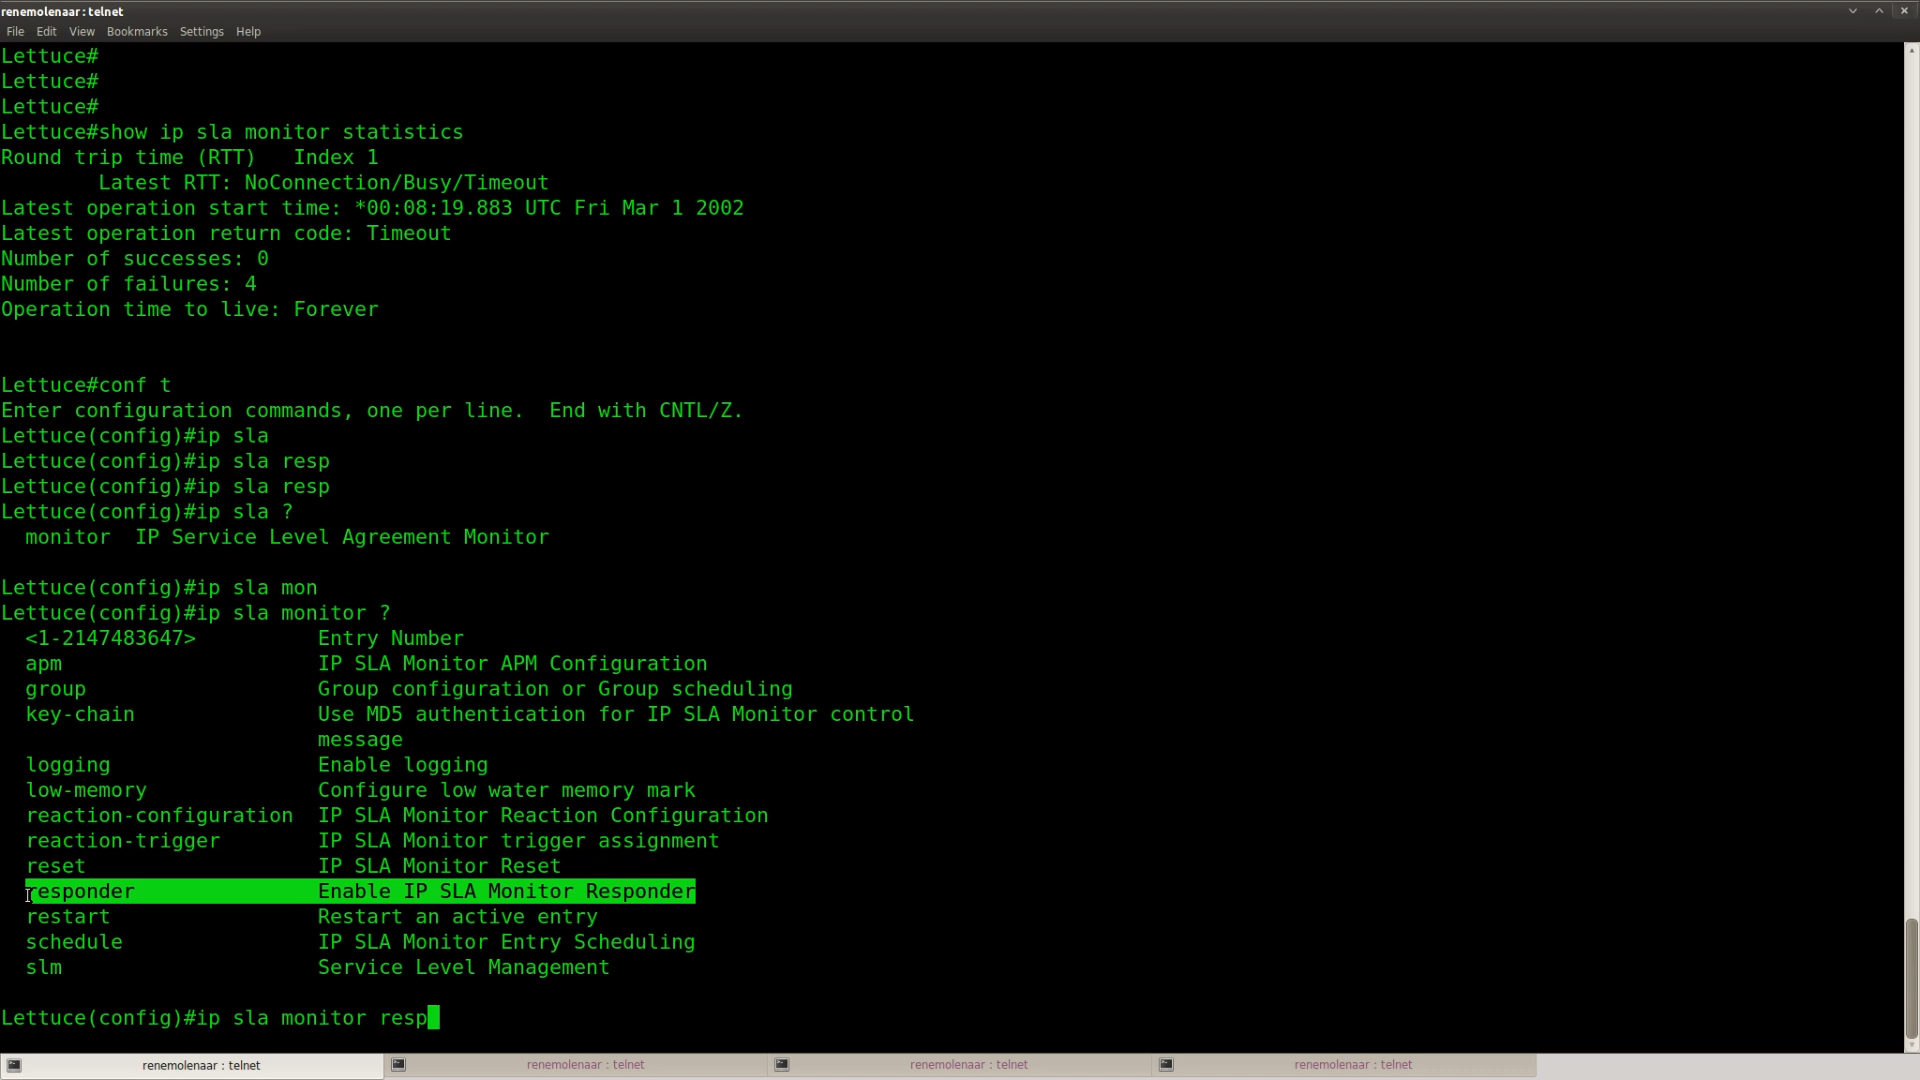 renemolenaar : telnet
File Edit View Bookmarks Settings Help
Lettuce#
Lettuce#
Lettuce#
Lettuce#show ip sla monitor statistics
Round trip time (RTT)   Index 1
        Latest RTT: NoConnection/Busy/Timeout
Latest operation start time: *00:08:19.883 UTC Fri Mar 1 2002
Latest operation return code: Timeout
Number of successes: 0
Number of failures: 4
Operation time to live: Forever
Lettuce#conf t
Enter configuration commands, one per line.  End with CNTL/Z.
Lettuce(config)#ip sla
Lettuce(config)#ip sla resp
Lettuce(config)#ip sla resp
Lettuce(config)#ip sla ?
  monitor  IP Service Level Agreement Monitor
Lettuce(config)#ip sla mon
Lettuce(config)#ip sla monitor ?
  <1-2147483647>          Entry Number
  apm                     IP SLA Monitor APM Configuration
  group                   Group configuration or Group scheduling
  key-chain               Use MD5 authentication for IP SLA Monitor control
                          message
  logging                 Enable logging
  low-memory              Configure low water memory mark
  reaction-configuration  IP SLA Monitor Reaction Configuration
  reaction-trigger        IP SLA Monitor trigger assignment
  reset                   IP SLA Monitor Reset
  responder               Enable IP SLA Monitor Responder
  restart                 Restart an active entry
  schedule                IP SLA Monitor Entry Scheduling
  slm                     Service Level Management
Lettuce(config)#ip sla monitor resp
renemolenaar : telnet renemolenaar : telnet renemolenaar : telnet renemolenaar : telnet